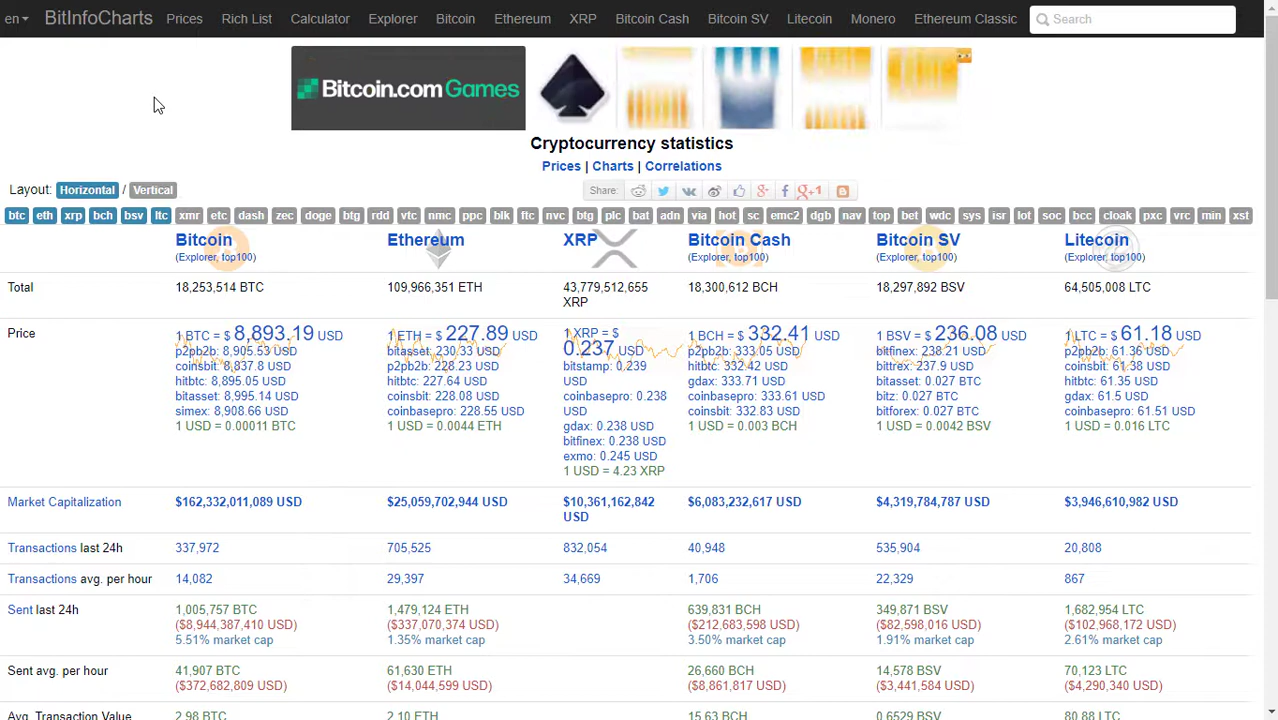 en BitInfoCharts Prices Rich List Calculator Explorer Bitcoin Ethereum XRP Bitcoin Cash Bitcoin SV Litecoin Monero Ethereum Classic Search
Bitcoin.com Games
Cryptocurrency statistics
Prices | Charts | Correlations
Layout: Horizontal / Vertical Share: g+1
btc eth xrp bch bsv ltc xmr etc dash zec doge btg rdd vtc nmc ppc blk ftc nvc btg plc bat adn via hot sc emc2 dgb nav top bet wdc sys isr lot soc bcc cloak pxc vrc min xst
Bitcoin Ethereum XRP Bitcoin Cash Bitcoin SV Litecoin
(Explorer, top100) (Explorer, top100) (Explorer, top100) (Explorer, top100)
Total 18,253,514 BTC 109,966,351 ETH 43,779,512,655 18,300,612 BCH 18,297,892 BSV 64,505,008 LTC
XRP
Price 1 BTC = $ 8,893.19 USD 1 ETH = $ 227.89 USD 1 XRP = $ 1 BCH = $ 332.41 USD 1 BSV = $ 236.08 USD 1 LTC = $ 61.18 USD
p2pb2b: 8,905.53 USD bitasset: 230.33 USD 0.237 USD p2pb2b: 333.05 USD bitfinex: 238.21 USD p2pb2b: 61.36 USD
coinsbit: 8,837.8 USD p2pb2b: 228.23 USD bitstamp: 0.239 hitbtc: 332.42 USD bittrex: 237.9 USD coinsbit: 61.38 USD
hitbtc: 8,895.05 USD hitbtc: 227.64 USD USD gdax: 333.71 USD bitasset: 0.027 BTC hitbtc: 61.35 USD
bitasset: 8,995.14 USD coinsbit: 228.08 USD coinbasepro: 0.238 coinbasepro: 333.61 USD bitz: 0.027 BTC gdax: 61.5 USD
simex: 8,908.66 USD coinbasepro: 228.55 USD USD coinsbit: 332.83 USD bitforex: 0.027 BTC coinbasepro: 61.51 USD
1 USD = 0.00011 BTC 1 USD = 0.0044 ETH gdax: 0.238 USD 1 USD = 0.003 BCH 1 USD = 0.0042 BSV 1 USD = 0.016 LTC
bitfinex: 0.238 USD
exmo: 0.245 USD
1 USD = 4.23 XRP
Market Capitalization $162,332,011,089 USD $25,059,702,944 USD $10,361,162,842 $6,083,232,617 USD $4,319,784,787 USD $3,946,610,982 USD
USD
Transactions last 24h 337,972 705,525 832,054 40,948 535,904 20,808
Transactions avg. per hour 14,082 29,397 34,669 1,706 22,329 867
Sent last 24h 1,005,757 BTC 1,479,124 ETH 639,831 BCH 349,871 BSV 1,682,954 LTC
($8,944,387,410 USD) ($337,070,374 USD) ($212,683,598 USD) ($82,598,016 USD) ($102,968,172 USD)
5.51% market cap 1.35% market cap 3.50% market cap 1.91% market cap 2.61% market cap
Sent avg. per hour 41,907 BTC 61,630 ETH 26,660 BCH 14,578 BSV 70,123 LTC
($372,682,809 USD) ($14,044,599 USD) ($8,861,817 USD) ($3,441,584 USD) ($4,290,340 USD)
Avg. Transaction Value 2.98 BTC 2.10 ETH 15.63 BCH 0.6529 BSV 80.88 LTC